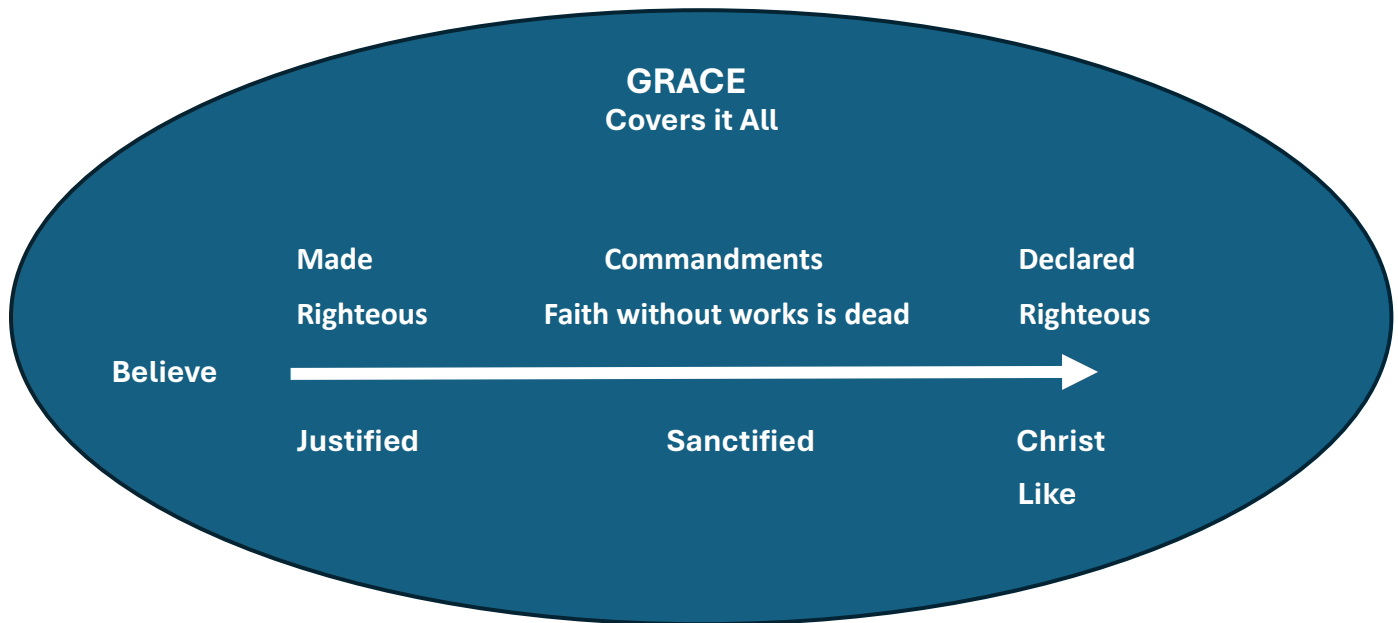 GRACE
Covers it All
Made Commandments Declared
Righteous Faith without works is dead Righteous
Believe
Justified Sanctified Christ
Like